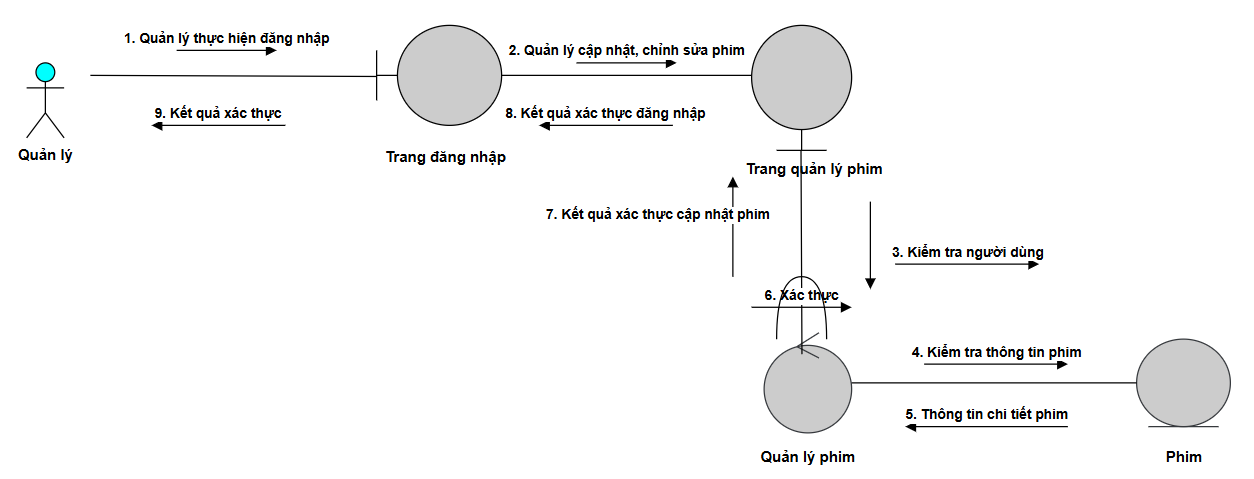 1. Quản lý thực hiện đăng nhập
2. Quản lý cập nhật, chỉnh sửa phim
9. Kết quả xác thực
8. Kết quả xác thực đăng nhập
Quản lý
Trang đăng nhập
Trang quản lý phim
7. Kết quả xác thực cập nhật phim
3. Kiểm tra người dùng
6. Xác thực
4. Kiểm tra thông tin phim
5. Thông tin chi tiết phim
Quản lý phim
Phim